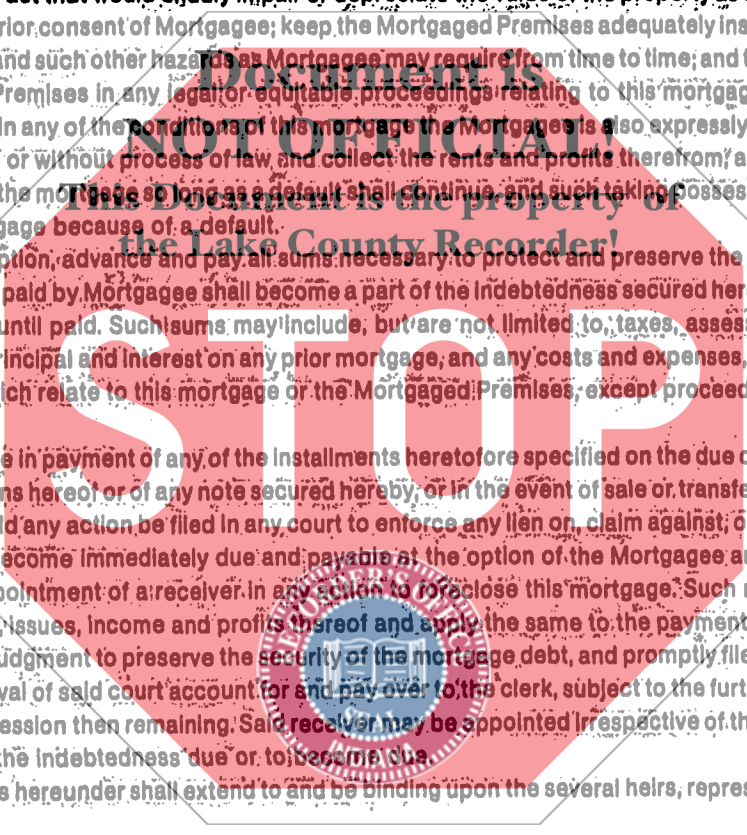 rior consent of Mortgagee; keep the Mortgaged Premises adequately ins
and such other hazards as Mortgagee may require from time to time; and
Premises in any legal or equitable proceedings relating to this mortgag
in any of the conditions of this mortgage the Mortgagee is also expressly
or without process of law and collect the rents and profits therefrom,
the mortgage so long as a default shall continue, and such taking posses
gage because of a default.
ption, advance and pay all sums necessary to protect and preserve the
paid by Mortgagee shall become a part of the indebtedness secured her
until paid. Such sums may include, but are not limited to, taxes, assess
rincipal and interest on any prior mortgage, and any costs and expenses,
ich relate to this mortgage or the Mortgaged Premises, except proceed
e in payment of any of the installments heretofore specified on the due
ns hereof or of any note secured hereby, or in the event of sale or transfe
ld any action be filed in any court to enforce any lien on, claim against, o
ecome immediately due and payable at the option of the Mortgagee a
pointment of a receiver in any action to foreclose this mortgage. Such
issues, income and profits thereof and apply the same to the payment
udgment to preserve the security of the mortgage debt, and promptly file
val of said court account for and pay over to the clerk, subject to the furt
ession then remaining. Said receiver may be appointed irrespective of th
the indebtedness due or to become due.
s hereunder shall extend to and be binding upon the several heirs, repres
Document is
NOT OFFICIAL!
This Document is the property of
the Lake County Recorder!
STOP
RECORDER'S OFFICE
SEAL
INDIANA